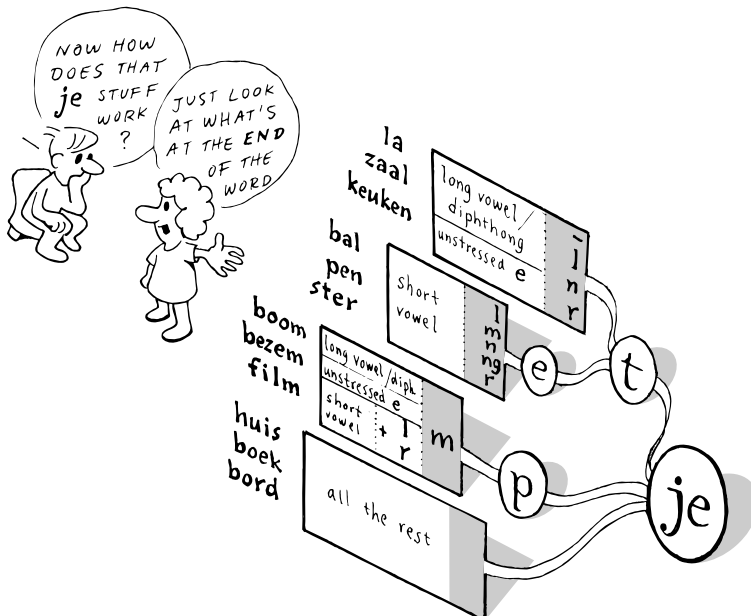 NOW HOW
DOES THAT
je STUFF
WORK
?
JUST LOOK
AT WHAT'S
AT THE END
OF THE
WORD
la
zaal
keuken
long vowel/
diphthong
unstressed e
-
l
n
r
bal
pen
ster
short
vowel
l
m
n
ng
r
e
t
boom
bezem
film
long vowel/diph.
unstressed e
short
vowel
+
l
r
m
p
huis
boek
bord
all the rest
je